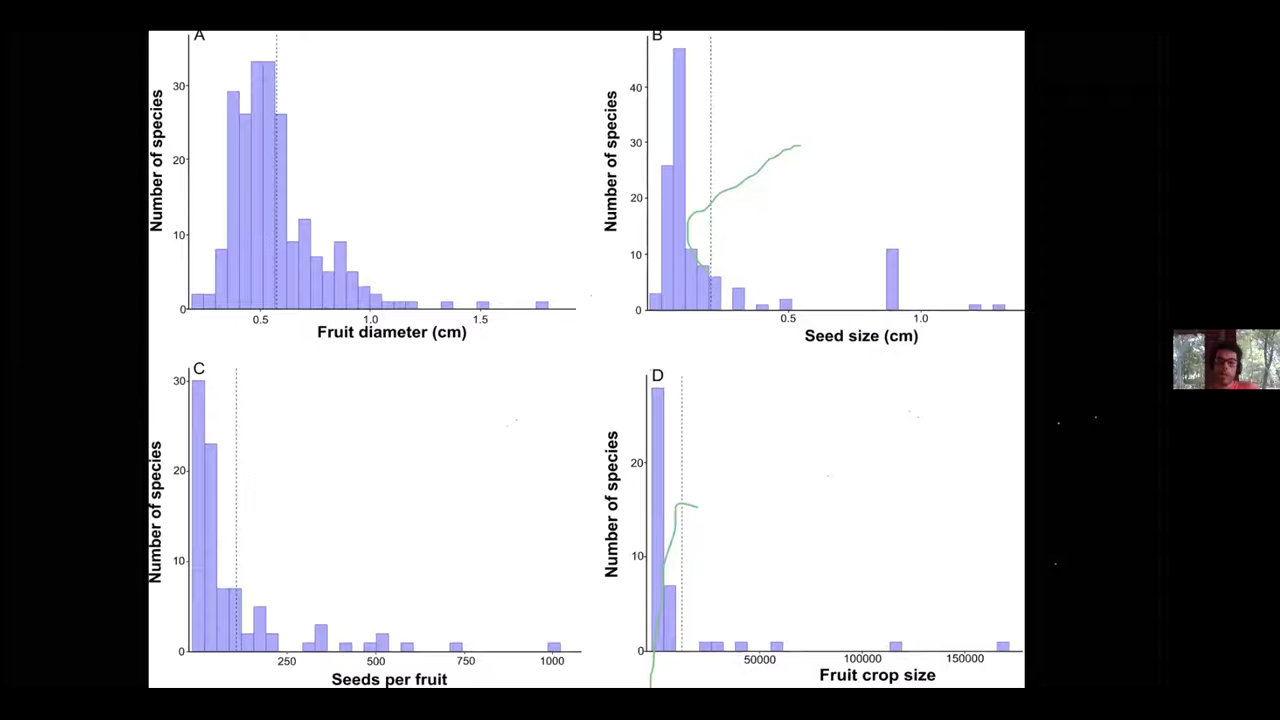 A
30
20
10
0
Number of species
0.5
1.0
1.5
Fruit diameter (cm)
B
40
30
20
10
0
Number of species
0.5
1.0
Seed size (cm)
C
30
20
10
0
Number of species
250
500
750
1000
Seeds per fruit
D
20
10
0
Number of species
50000
100000
150000
Fruit crop size